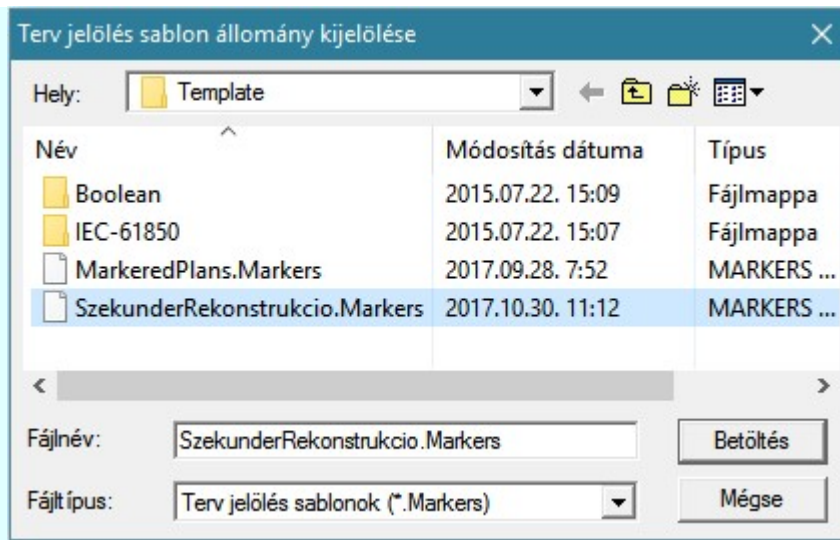 Terv jelölés sablon állomány kijelölése
Hely: Template
Név Módosítás dátuma Típus
Boolean 2015.07.22. 15:09 Fájlmappa
IEC-61850 2015.07.22. 15:07 Fájlmappa
MarkeredPlans.Markers 2017.09.28. 7:52 MARKERS ...
SzekunderRekonstrukcio.Markers 2017.10.30. 11:12 MARKERS ...
Fájlnév: SzekunderRekonstrukcio.Markers Betöltés
Fájltípus: Terv jelölés sablonok (*.Markers) Mégse